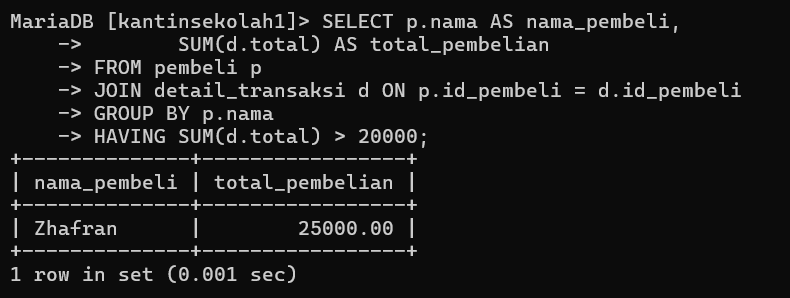 MariaDB [kantinsekolah1]> SELECT p.nama AS nama_pembeli,
    ->        SUM(d.total) AS total_pembelian
    -> FROM pembeli p
    -> JOIN detail_transaksi d ON p.id_pembeli = d.id_pembeli
    -> GROUP BY p.nama
    -> HAVING SUM(d.total) > 20000;
+--------------+-----------------+
| nama_pembeli | total_pembelian |
+--------------+-----------------+
| Zhafran      |        25000.00 |
+--------------+-----------------+
1 row in set (0.001 sec)